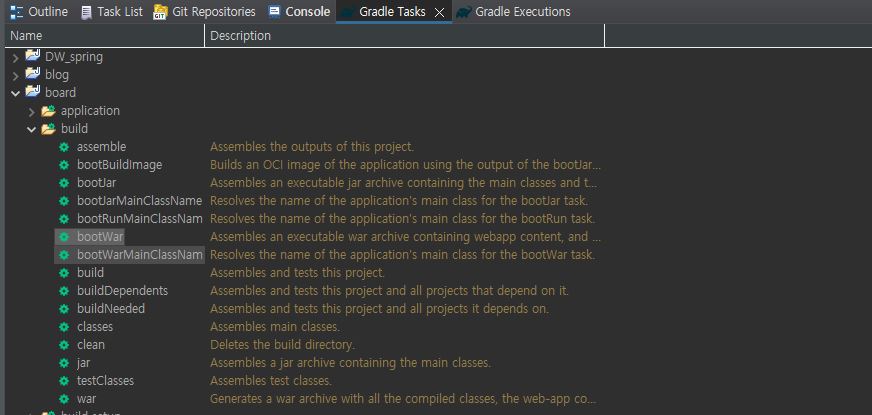 Outline Task List Git Repositories Console Gradle Tasks Gradle Executions
Name Description
DW_spring
blog
board
application
build
assemble Assembles the outputs of this project.
bootBuildImage Builds an OCI image of the application using the output of the bootJar...
bootJar Assembles an executable jar archive containing the main classes and t...
bootJarMainClassName Resolves the name of the application's main class for the bootJar task.
bootRunMainClassNam Resolves the name of the application's main class for the bootRun task.
bootWar Assembles an executable war archive containing webapp content, and ...
bootWarMainClassNam Resolves the name of the application's main class for the bootWar task.
build Assembles and tests this project.
buildDependents Assembles and tests this project and all projects that depend on it.
buildNeeded Assembles and tests this project and all projects it depends on.
classes Assembles main classes.
clean Deletes the build directory.
jar Assembles a jar archive containing the main classes.
testClasses Assembles test classes.
war Generates a war archive with all the compiled classes, the web-app co...
build setup